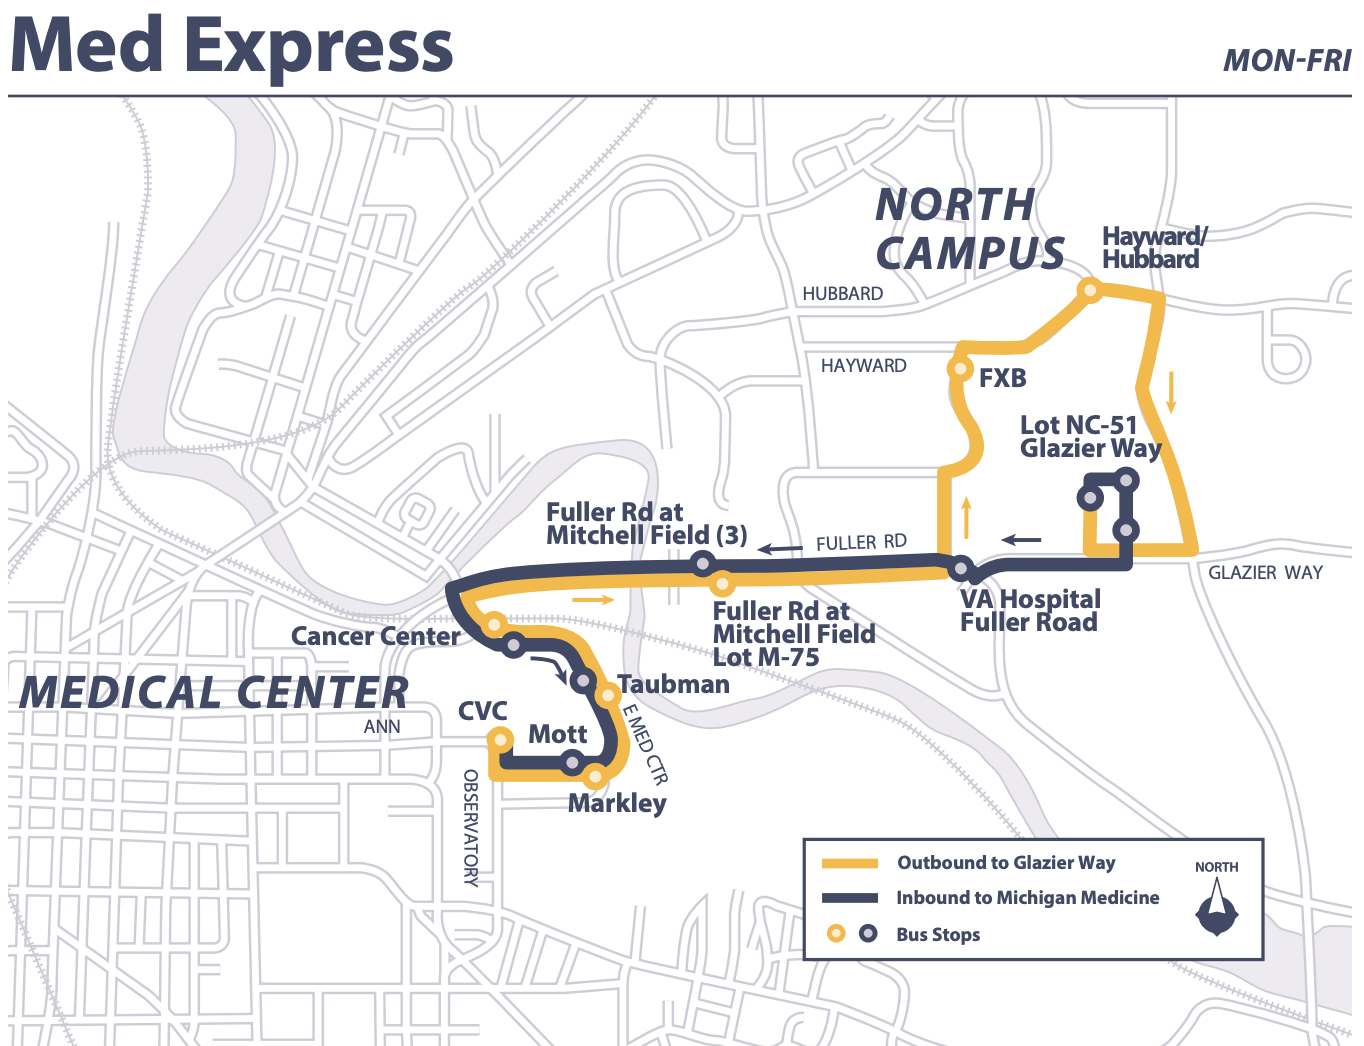 Med Express
MON-FRI
NORTH
CAMPUS
Hayward/
Hubbard
HUBBARD
HAYWARD
FXB
Lot NC-51
Glazier Way
Fuller Rd at
Mitchell Field (3)
FULLER RD
GLAZIER WAY
VA Hospital
Fuller Road
Fuller Rd at
Mitchell Field
Lot M-75
Cancer Center
MEDICAL CENTER
Taubman
CVC
ANN
Mott
E MED CTR
OBSERVATORY
Markley
Outbound to Glazier Way
Inbound to Michigan Medicine
Bus Stops
NORTH